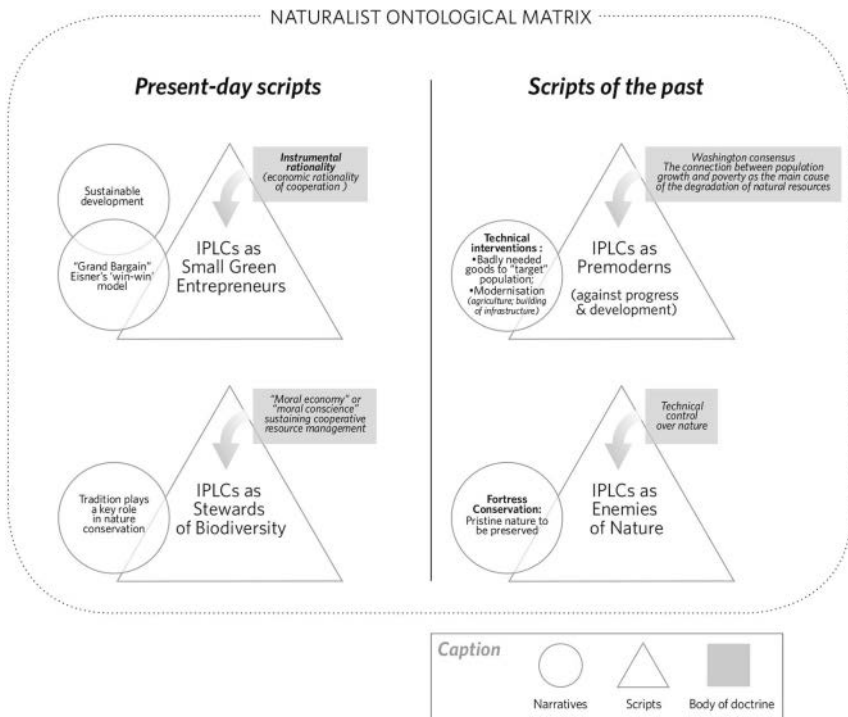 NATURALIST ONTOLOGICAL MATRIX
Present-day scripts
Sustainable
development
"Grand Bargain"
Eisner's 'win-win'
model
Instrumental
rationality
(economic rationality
of cooperation )
IPLCs as
Small Green
Entrepreneurs
Tradition plays
a key role
in nature
conservation
"Moral economy" or
"moral conscience"
sustaining cooperative
resource management
IPLCs as
Stewards
of Biodiversity
Scripts of the past
Technical
interventions :
•Badly needed
goods to "target"
population;
•Modernisation
(agriculture; building
of infrastructure)
Washington consensus
The connection between population
growth and poverty as the main cause
of the degradation of natural resources
IPLCs as
Premoderns
(against progress
& development)
Fortress
Conservation:
Pristine nature to
be preserved
Technical
control
over nature
IPLCs as
Enemies
of Nature
Caption
Narratives
Scripts
Body of doctrine